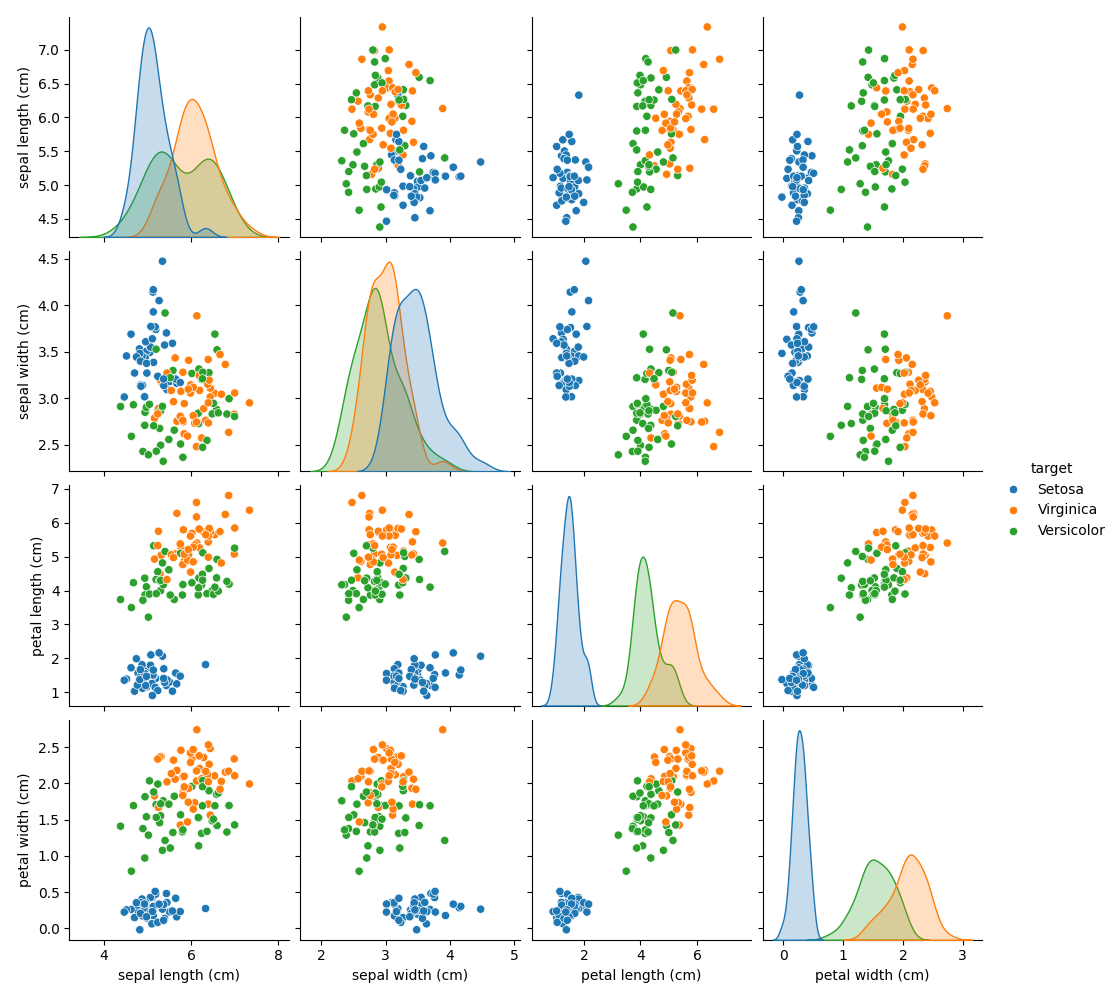 sepal length (cm)
7.0
6.5
6.0
5.5
5.0
4.5
sepal width (cm)
4.5
4.0
3.5
3.0
2.5
target
Setosa
Virginica
Versicolor
petal length (cm)
7
6
5
4
3
2
1
petal width (cm)
2.5
2.0
1.5
1.0
0.5
0.0
4 6 8
2 3 4 5
2 4 6
0 1 2 3
sepal length (cm)
sepal width (cm)
petal length (cm)
petal width (cm)